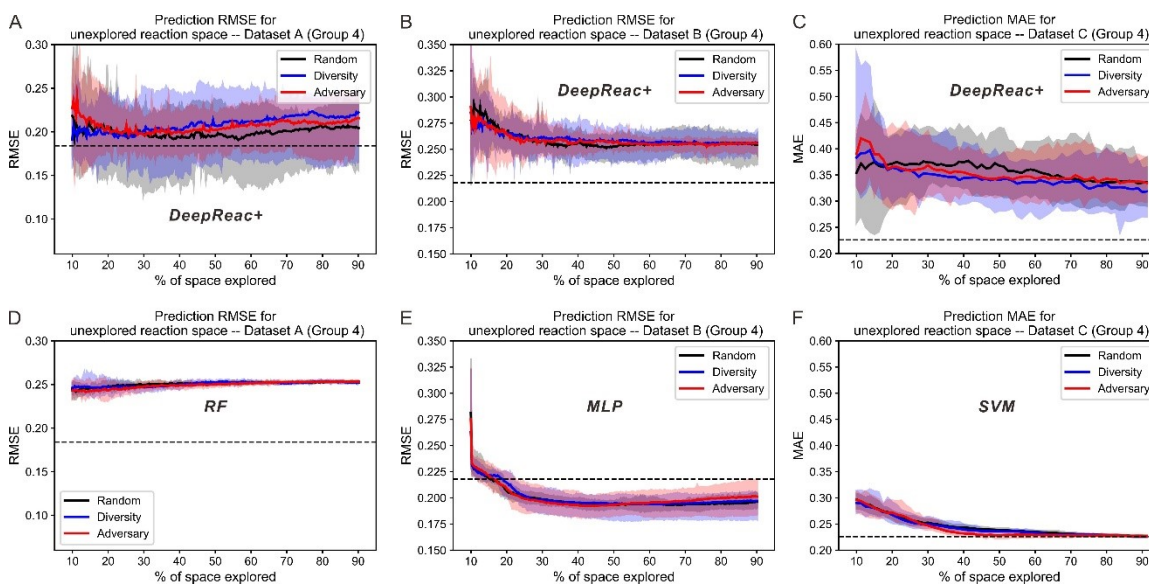 A
Prediction RMSE for
unexplored reaction space -- Dataset A (Group 4)
0.30
0.25
0.20
0.15
0.10
RMSE
Random
Diversity
Adversary
DeepReac+
10 20 30 40 50 60 70 80 90
% of space explored
B
Prediction RMSE for
unexplored reaction space -- Dataset B (Group 4)
0.350
0.325
0.300
0.275
0.250
0.225
0.200
0.175
0.150
RMSE
Random
Diversity
Adversary
DeepReac+
10 20 30 40 50 60 70 80 90
% of space explored
C
Prediction MAE for
unexplored reaction space -- Dataset C (Group 4)
0.60
0.55
0.50
0.45
0.40
0.35
0.30
0.25
0.20
MAE
Random
Diversity
Adversary
DeepReac+
10 20 30 40 50 60 70 80 90
% of space explored
D
Prediction RMSE for
unexplored reaction space -- Dataset A (Group 4)
0.30
0.25
0.20
0.15
0.10
RMSE
RF
Random
Diversity
Adversary
10 20 30 40 50 60 70 80 90
% of space explored
E
Prediction RMSE for
unexplored reaction space -- Dataset B (Group 4)
0.350
0.325
0.300
0.275
0.250
0.225
0.200
0.175
0.150
RMSE
Random
Diversity
Adversary
MLP
10 20 30 40 50 60 70 80 90
% of space explored
F
Prediction MAE for
unexplored reaction space -- Dataset C (Group 4)
0.60
0.55
0.50
0.45
0.40
0.35
0.30
0.25
0.20
MAE
Random
Diversity
Adversary
SVM
10 20 30 40 50 60 70 80 90
% of space explored